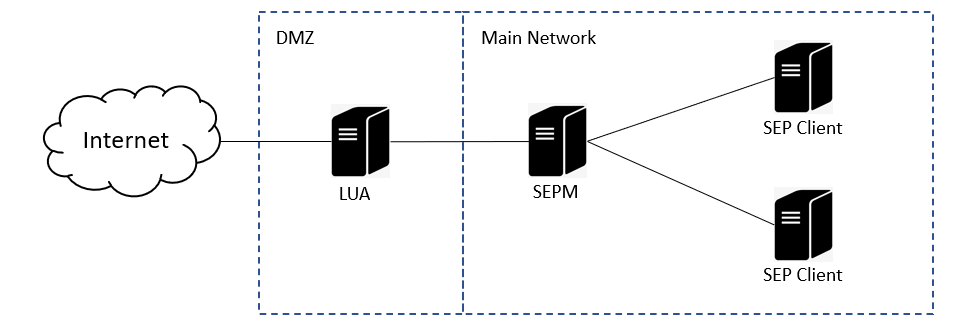 DMZ
Main Network
Internet
LUA
SEPM
SEP Client
SEP Client